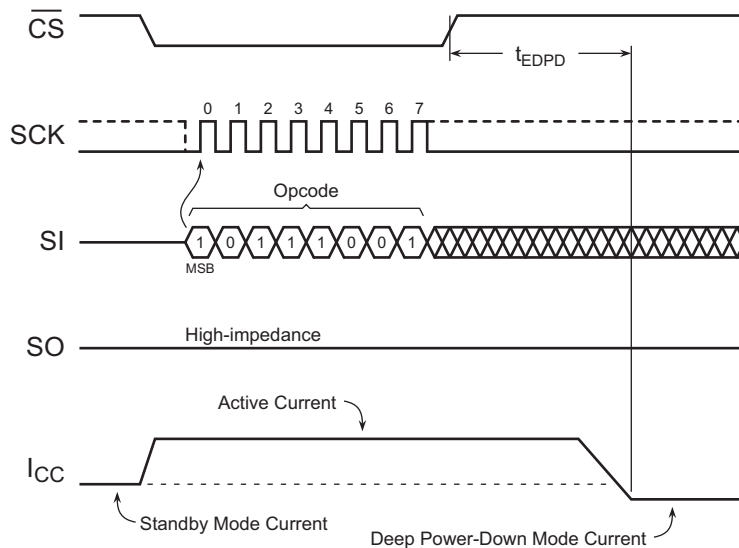 CS
tEDPD
0 1 2 3 4 5 6 7
SCK
Opcode
SI
1 0 1 1 1 0 0 1
MSB
High-impedance
SO
Active Current
ICC
Standby Mode Current
Deep Power-Down Mode Current